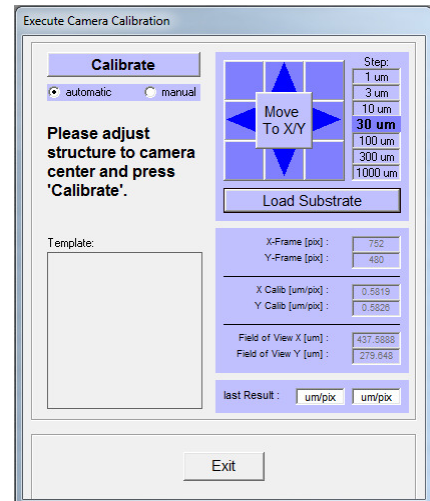 Execute Camera Calibration
Calibrate
automatic
manual
Please adjust
structure to camera
center and press
'Calibrate'.
Move
To X/Y
Step:
1 um
3 um
10 um
30 um
100 um
300 um
1000 um
Load Substrate
Template:
X-Frame [pix] : 752
Y-Frame [pix] : 480
X Calib [um/pix] : 0.5819
Y Calib [um/pix] : 0.5826
Field of View X [um] : 437.5888
Field of View Y [um] : 279.648
last Result : um/pix um/pix
Exit